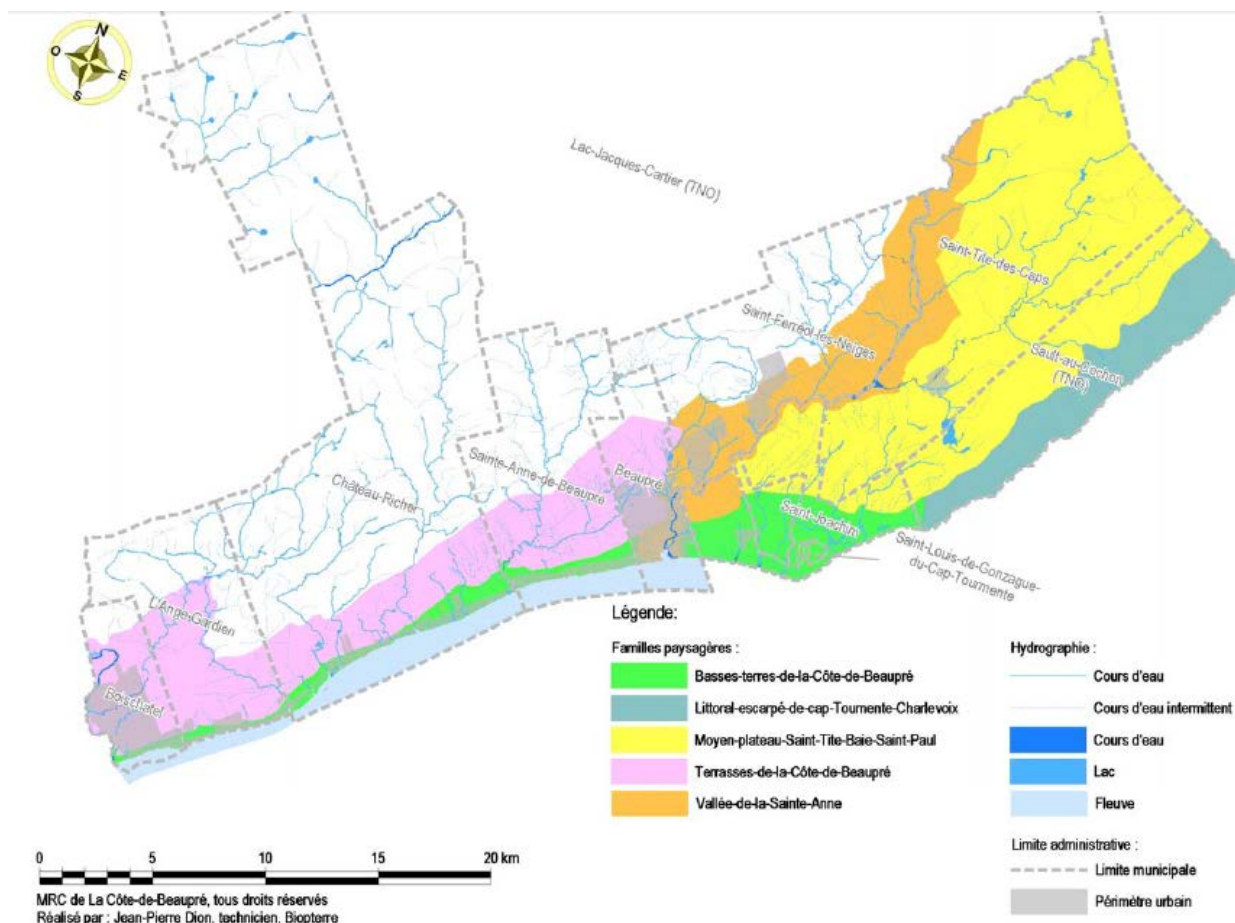 N
O
E
S
Lac-Jacques-Cartier (TNO)
Saint-Tite-des-Caps
Saint-Ferréol-les-Neiges
Sault-au-Cochon
(TNO)
Sainte-Anne-de-Beaupré
Beaupré
Château-Richer
Saint-Joachim
Saint-Louis-de-Gonzague-
du-Cap-Tourmente
L'Ange-Gardien
Boischatel
Légende:
Familles paysagères :
Basses-terres-de-la-Côte-de-Beaupré
Littoral-escarpé-de-cap-Tourmente-Charlevoix
Moyen-plateau-Saint-Tite-Baie-Saint-Paul
Terrasses-de-la-Côte-de-Beaupré
Vallée-de-la-Sainte-Anne
Hydrographie :
Cours d'eau
Cours d'eau intermittent
Cours d'eau
Lac
Fleuve
Limite administrative :
Limite municipale
Périmètre urbain
0 5 10 15 20 km
MRC de La Côte-de-Beaupré, tous droits réservés
Réalisé par : Jean-Pierre Dion, technicien, Biopterre